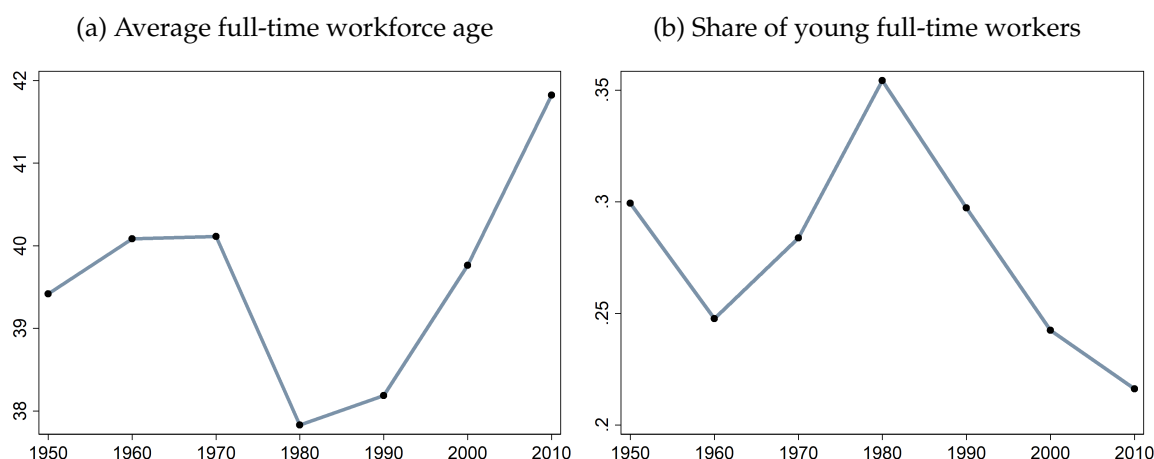 (a) Average full-time workforce age
42
41
40
39
38
1950 1960 1970 1980 1990 2000 2010
(b) Share of young full-time workers
.35
.3
.25
.2
1950 1960 1970 1980 1990 2000 2010